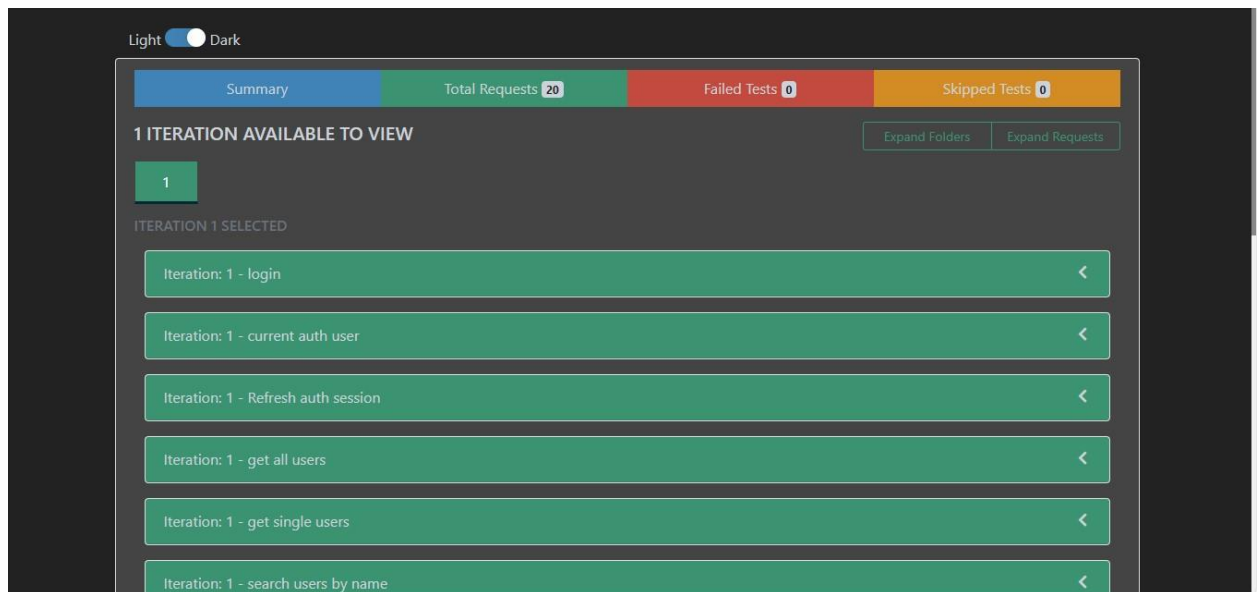 Light Dark
Summary Total Requests 20 Failed Tests 0 Skipped Tests 0
1 ITERATION AVAILABLE TO VIEW Expand Folders Expand Requests
1
ITERATION 1 SELECTED
Iteration: 1 - login
Iteration: 1 - current auth user
Iteration: 1 - Refresh auth session
Iteration: 1 - get all users
Iteration: 1 - get single users
Iteration: 1 - search users by name